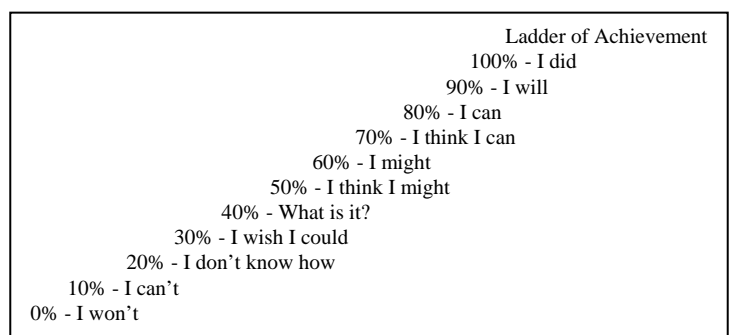 Ladder of Achievement
100% - I did
90% - I will
80% - I can
70% - I think I can
60% - I might
50% - I think I might
40% - What is it?
30% - I wish I could
20% - I don’t know how
10% - I can’t
0% - I won’t